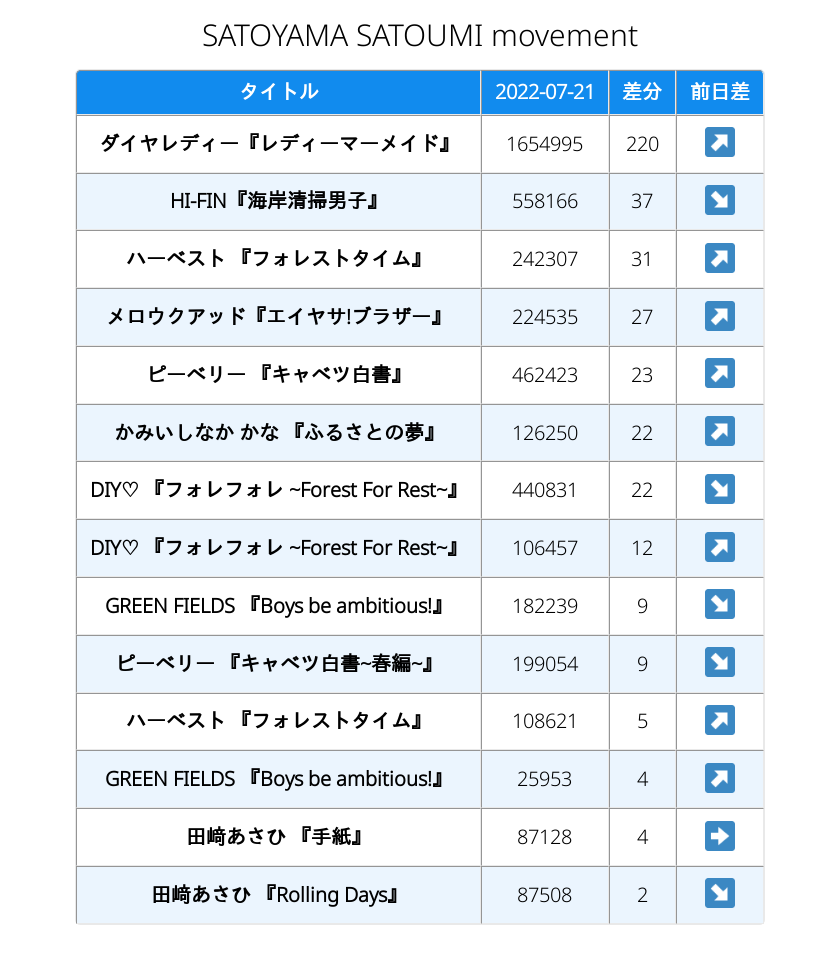 SATOYAMA SATOUMI movement
タイトル 2022-07-21 差分 前日差
ダイヤレディー『レディーマーメイド』 1654995 220 ↗
HI-FIN『海岸清掃男子』 558166 37 ↘
ハーベスト 『フォレストタイム』 242307 31 ↗
メロウクアッド『エイヤサ!ブラザー』 224535 27 ↗
ピーベリー 『キャベツ白書』 462423 23 ↗
かみいしなか かな 『ふるさとの夢』 126250 22 ↗
DIY♡ 『フォレフォレ ~Forest For Rest~』 440831 22 ↘
DIY♡ 『フォレフォレ ~Forest For Rest~』 106457 12 ↗
GREEN FIELDS 『Boys be ambitious!』 182239 9 ↘
ピーベリー 『キャベツ白書~春編~』 199054 9 ↘
ハーベスト 『フォレストタイム』 108621 5 ↗
GREEN FIELDS 『Boys be ambitious!』 25953 4 ↗
田﨑あさひ 『手紙』 87128 4 ➡
田﨑あさひ 『Rolling Days』 87508 2 ↘